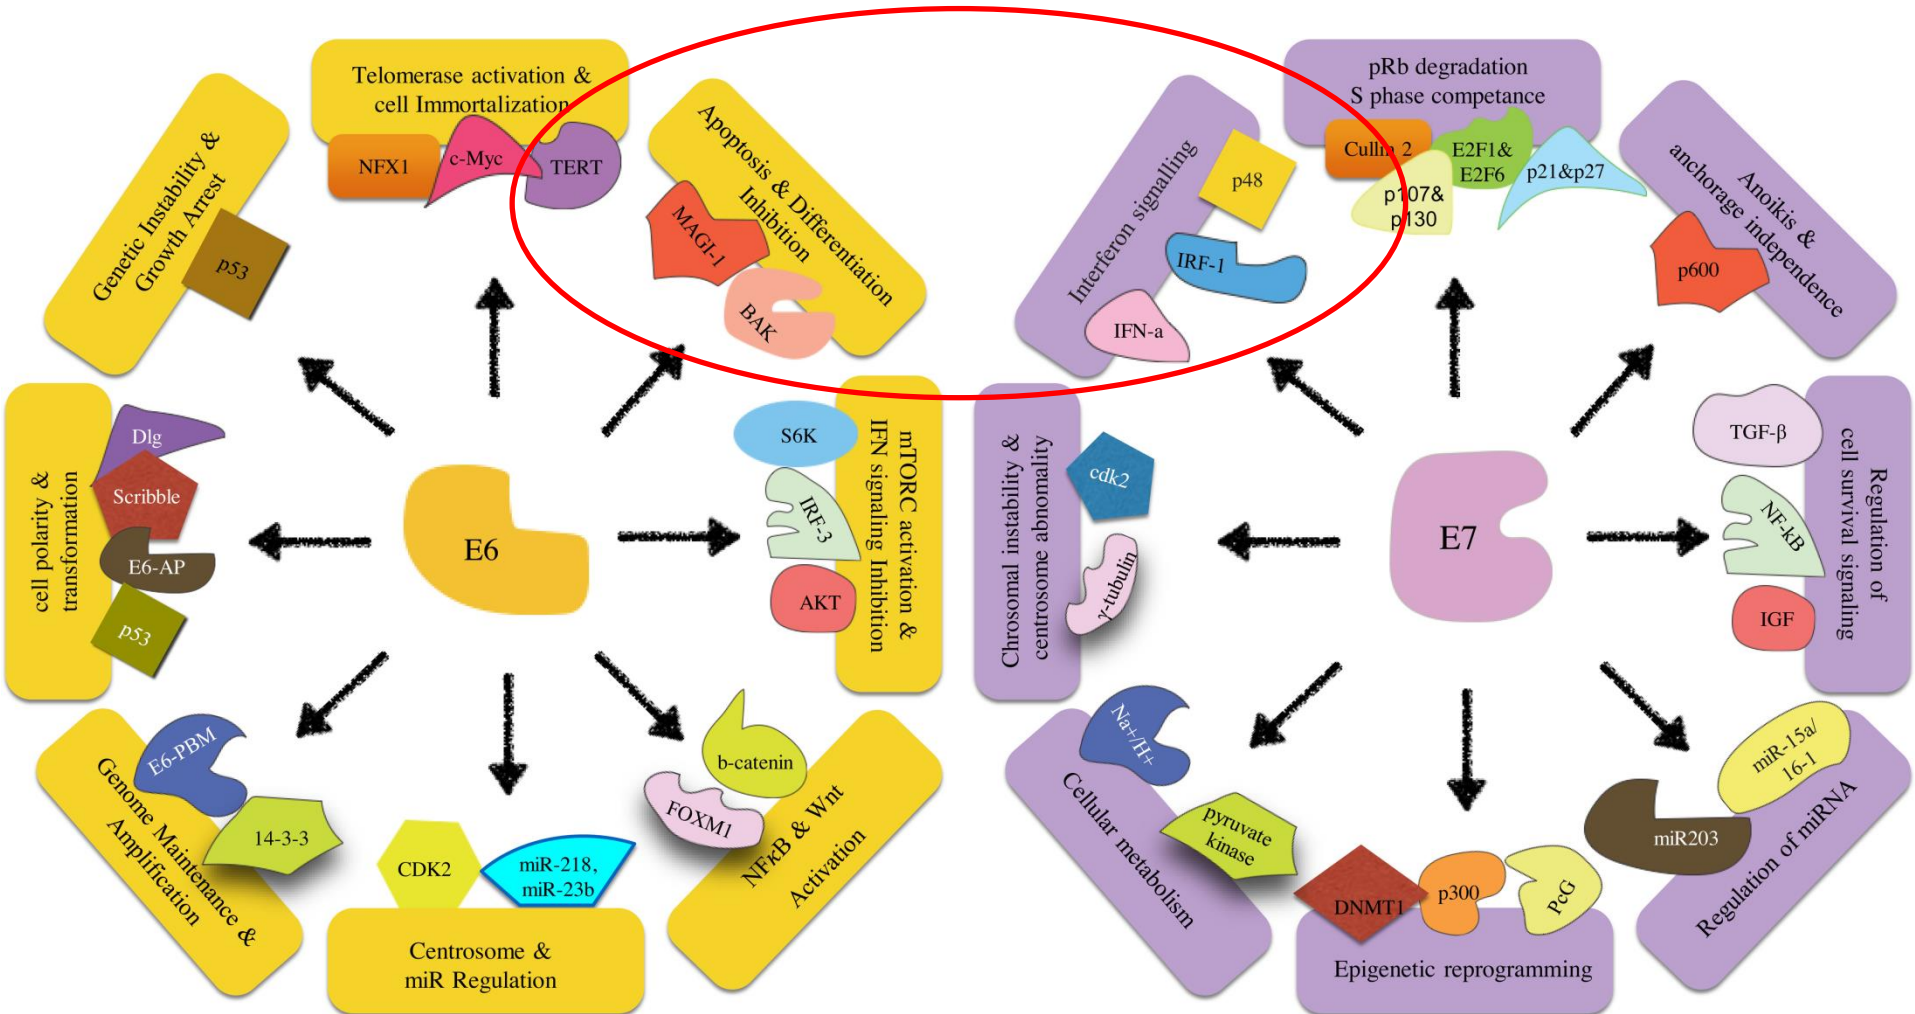 Telomerase activation &
cell Immortalization
NFX1
c-Myc
TERT
Apoptosis & Differentiation
Inhibition
MAGI-1
BAK
Genetic Instability &
Growth Arrest
p53
cell polarity &
transformation
Dlg
Scribble
E6-AP
p53
E6
S6K
IRF-3
AKT
mTORC activation &
IFN signaling Inhibition
Genome Maintenance &
Amplification
E6-PBM
14-3-3
CDK2
miR-218,
miR-23b
Centrosome &
miR Regulation
b-catenin
FOXM1
NFκB & Wnt
Activation
Interferon signalling
p48
IRF-1
IFN-a
pRb degradation
S phase competance
Cullin 2
E2F1&
E2F6
p21&p27
p107&
p130
Anoikis &
anchorage independence
p600
Chrosomal instability &
centrosome abnomality
cdk2
γ-tubulin
E7
TGF-β
NF-kB
IGF
Regulation of
cell survival signaling
Na+/H+
pyruvate
kinase
Cellular metabolism
DNMT1
p300
PcG
Epigenetic reprogramming
miR-15a/
16-1
miR203
Regulation of miRNA